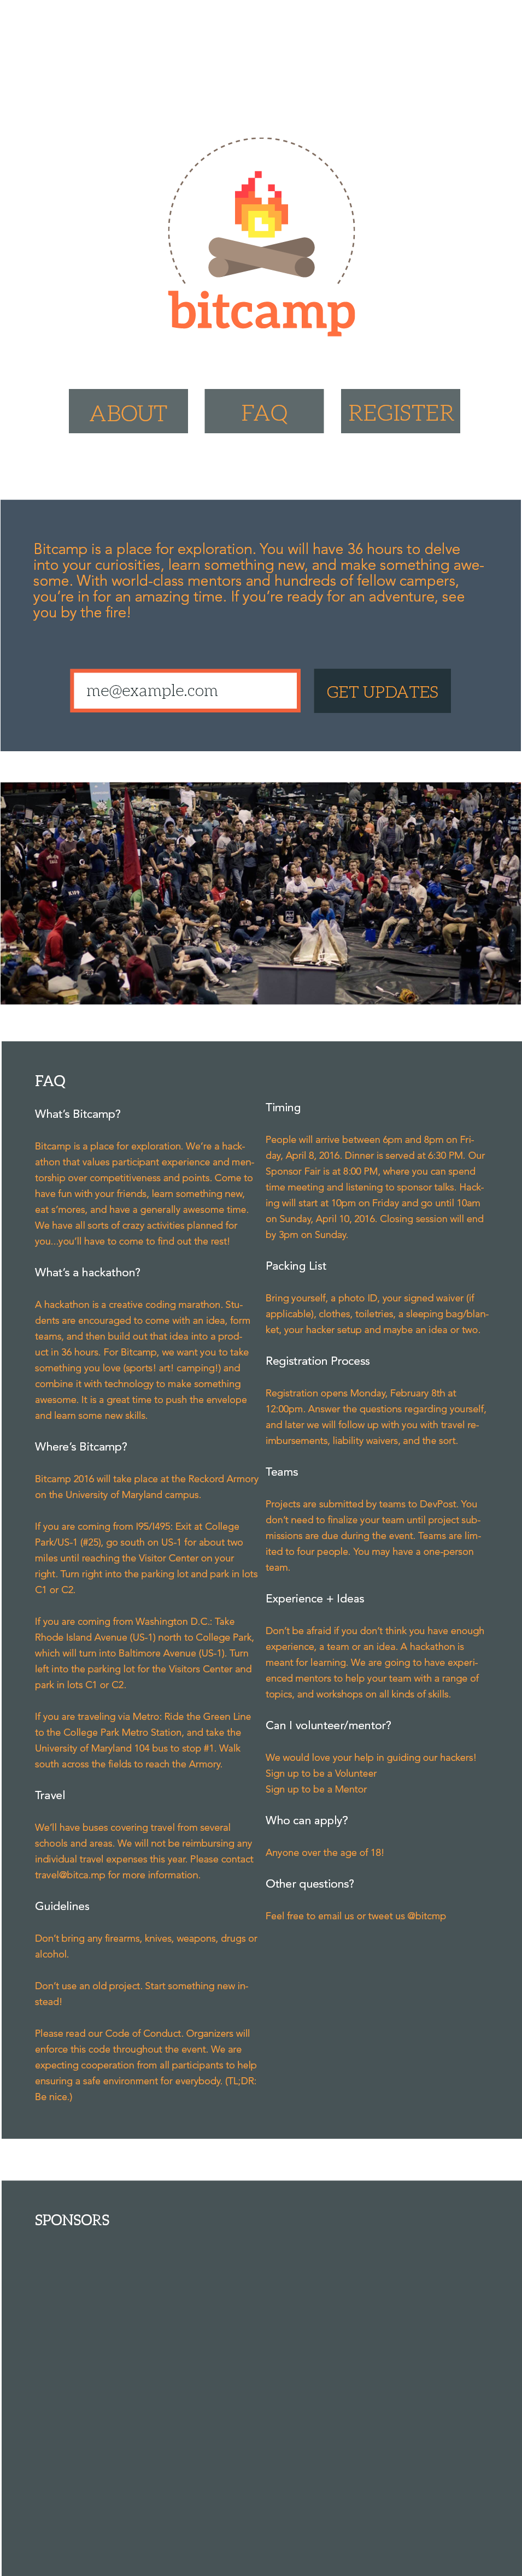 bitcamp
ABOUT
FAQ
REGISTER
Bitcamp is a place for exploration. You will have 36 hours to delve
into your curiosities, learn something new, and make something awe-
some. With world-class mentors and hundreds of fellow campers,
you're in for an amazing time. If you're ready for an adventure, see
you by the fire!
me@example.com
GET UPDATES
FAQ
What's Bitcamp?
Bitcamp is a place for exploration. We're a hack-
athon that values participant experience and men-
torship over competitiveness and points. Come to
have fun with your friends, learn something new,
eat s'mores, and have a generally awesome time.
We have all sorts of crazy activities planned for
you...you'll have to come to find out the rest!
What's a hackathon?
A hackathon is a creative coding marathon. Stu-
dents are encouraged to come with an idea, form
teams, and then build out that idea into a prod-
uct in 36 hours. For Bitcamp, we want you to take
something you love (sports! art! camping!) and
combine it with technology to make something
awesome. It is a great time to push the envelope
and learn some new skills.
Where's Bitcamp?
Bitcamp 2016 will take place at the Reckord Armory
on the University of Maryland campus.
If you are coming from I95/I495: Exit at College
Park/US-1 (#25), go south on US-1 for about two
miles until reaching the Visitor Center on your
right. Turn right into the parking lot and park in lots
C1 or C2.
If you are coming from Washington D.C.: Take
Rhode Island Avenue (US-1) north to College Park,
which will turn into Baltimore Avenue (US-1). Turn
left into the parking lot for the Visitors Center and
park in lots C1 or C2.
If you are traveling via Metro: Ride the Green Line
to the College Park Metro Station, and take the
University of Maryland 104 bus to stop #1. Walk
south across the fields to reach the Armory.
Travel
We'll have buses covering travel from several
schools and areas. We will not be reimbursing any
individual travel expenses this year. Please contact
travel@bitca.mp for more information.
Guidelines
Don't bring any firearms, knives, weapons, drugs or
alcohol.
Don't use an old project. Start something new in-
stead!
Please read our Code of Conduct. Organizers will
enforce this code throughout the event. We are
expecting cooperation from all participants to help
ensuring a safe environment for everybody. (TL;DR:
Be nice.)
Timing
People will arrive between 6pm and 8pm on Fri-
day, April 8, 2016. Dinner is served at 6:30 PM. Our
Sponsor Fair is at 8:00 PM, where you can spend
time meeting and listening to sponsor talks. Hack-
ing will start at 10pm on Friday and go until 10am
on Sunday, April 10, 2016. Closing session will end
by 3pm on Sunday.
Packing List
Bring yourself, a photo ID, your signed waiver (if
applicable), clothes, toiletries, a sleeping bag/blan-
ket, your hacker setup and maybe an idea or two.
Registration Process
Registration opens Monday, February 8th at
12:00pm. Answer the questions regarding yourself,
and later we will follow up with you with travel re-
imbursements, liability waivers, and the sort.
Teams
Projects are submitted by teams to DevPost. You
don't need to finalize your team until project sub-
missions are due during the event. Teams are lim-
ited to four people. You may have a one-person
team.
Experience + Ideas
Don't be afraid if you don't think you have enough
experience, a team or an idea. A hackathon is
meant for learning. We are going to have experi-
enced mentors to help your team with a range of
topics, and workshops on all kinds of skills.
Can I volunteer/mentor?
We would love your help in guiding our hackers!
Sign up to be a Volunteer
Sign up to be a Mentor
Who can apply?
Anyone over the age of 18!
Other questions?
Feel free to email us or tweet us @bitcmp
SPONSORS